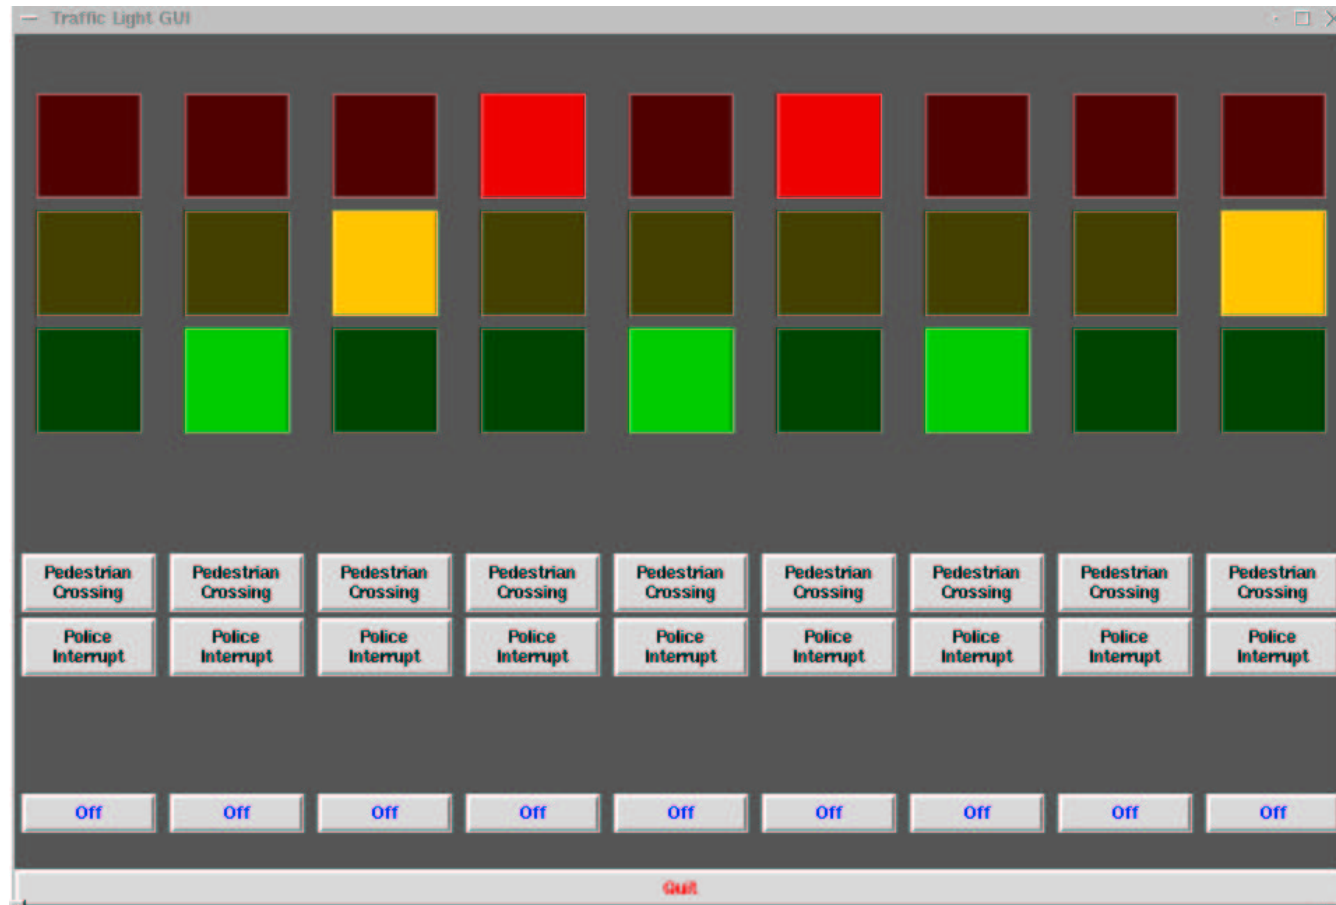 Traffic Light GUI
Pedestrian Pedestrian Pedestrian Pedestrian Pedestrian Pedestrian Pedestrian Pedestrian Pedestrian
Crossing Crossing Crossing Crossing Crossing Crossing Crossing Crossing Crossing
Police Police Police Police Police Police Police Police Police
Interrupt Interrupt Interrupt Interrupt Interrupt Interrupt Interrupt Interrupt Interrupt
Off Off Off Off Off Off Off Off Off
Quit